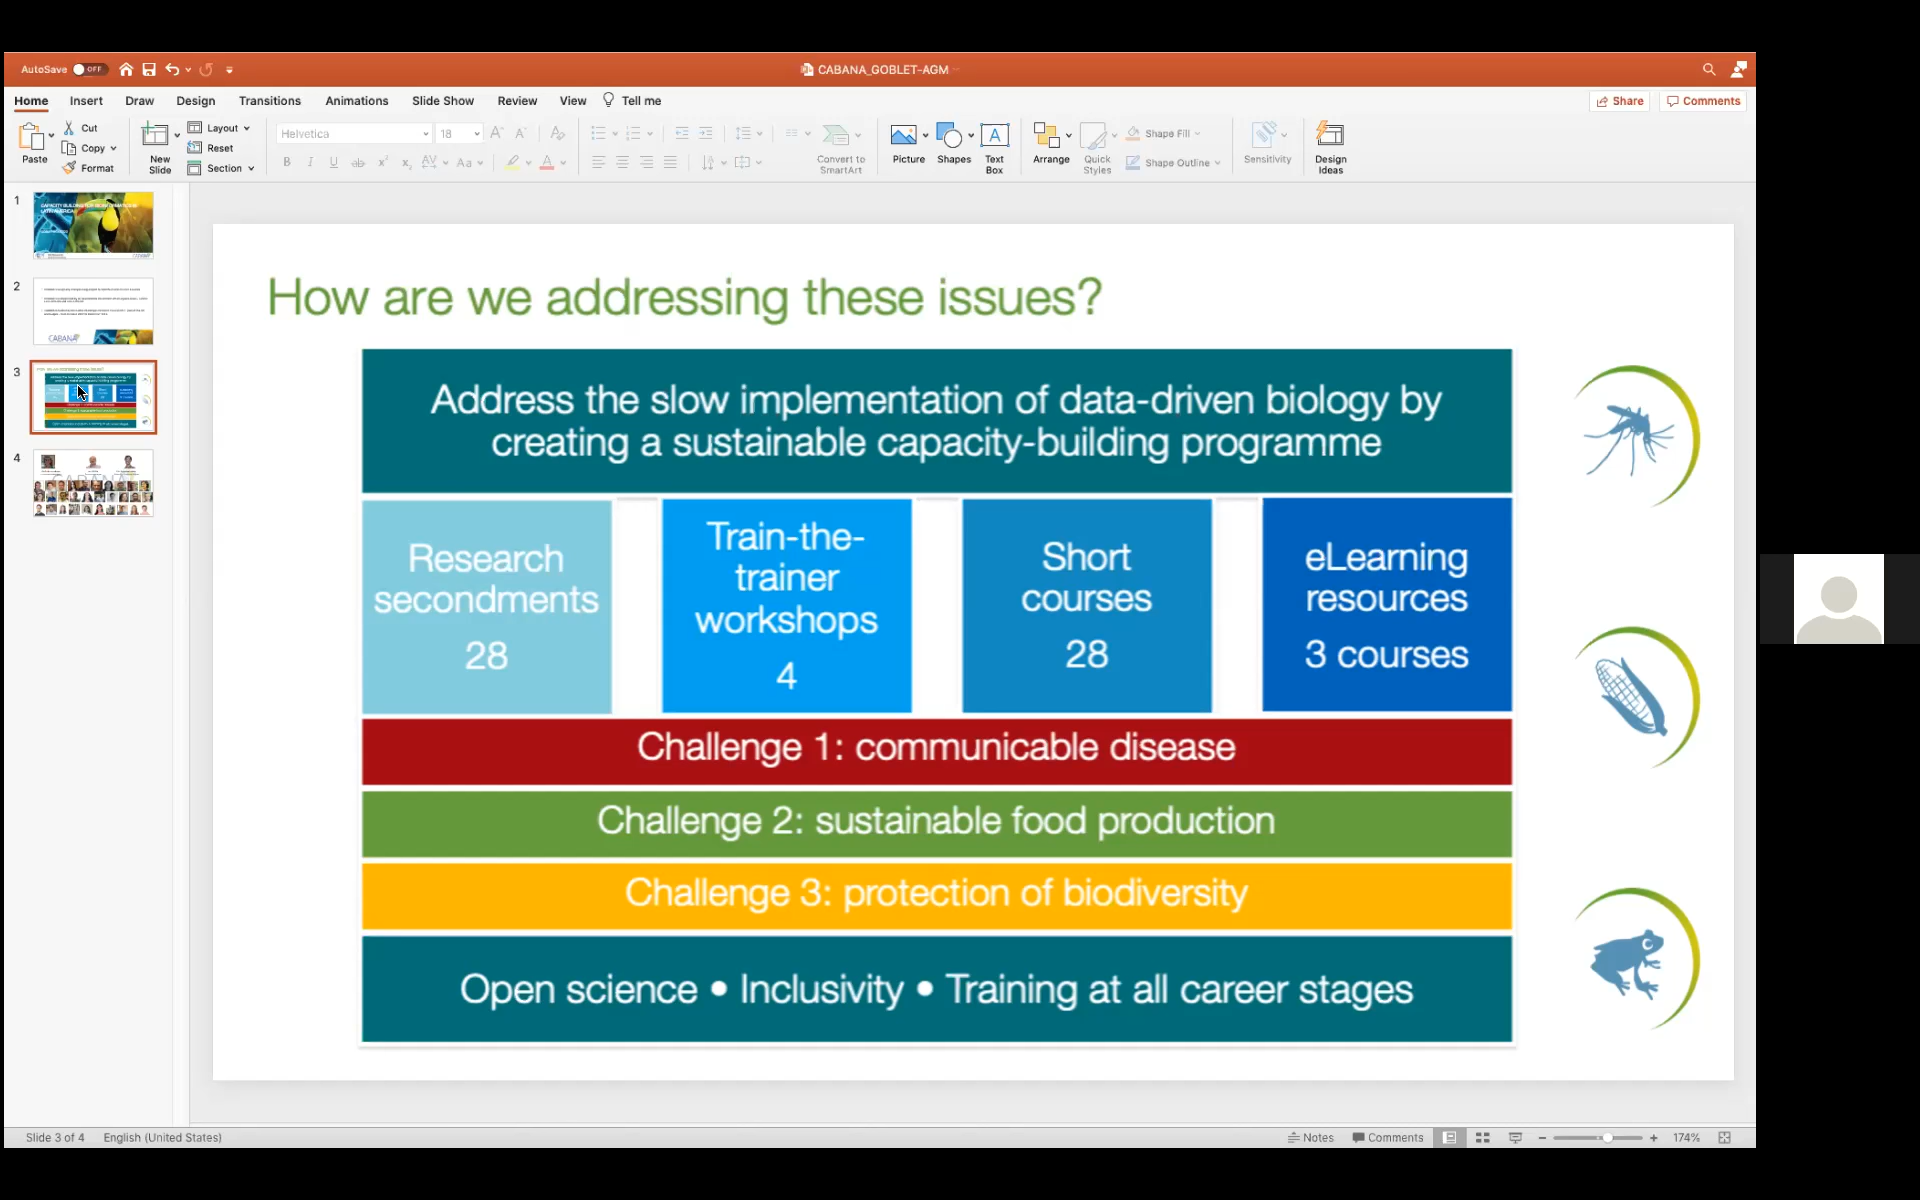 AutoSave OFF
CABANA_GOBLET-AGM
Home Insert Draw Design Transitions Animations Slide Show Review View Tell me
Share Comments
Paste
Cut
Copy
Format
New Slide
Layout
Reset
Section
Helvetica 18
Convert to SmartArt
Picture
Shapes
Text Box
Arrange
Quick Styles
Shape Fill
Shape Outline
Sensitivity
Design Ideas
1
2
CABANA
3
4
How are we addressing these issues?
Address the slow implementation of data-driven biology by
creating a sustainable capacity-building programme
Research
secondments
28
Train-the-
trainer
workshops
4
Short
courses
28
eLearning
resources
3 courses
Challenge 1: communicable disease
Challenge 2: sustainable food production
Challenge 3: protection of biodiversity
Open science • Inclusivity • Training at all career stages
Slide 3 of 4 English (United States)
Notes Comments 174%